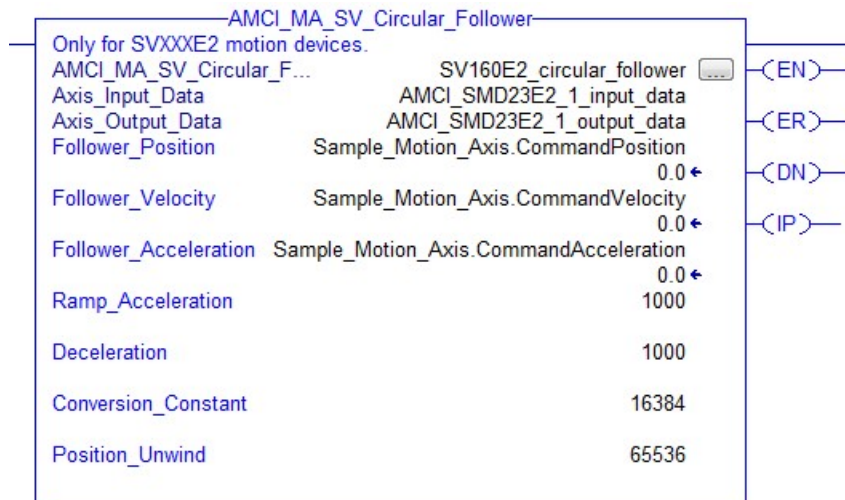 AMCI_MA_SV_Circular_Follower
Only for SVXXXE2 motion devices.
AMCI_MA_SV_Circular_F... SV160E2_circular_follower ... EN
Axis_Input_Data AMCI_SMD23E2_1_input_data
Axis_Output_Data AMCI_SMD23E2_1_output_data ER
Follower_Position Sample_Motion_Axis.CommandPosition
0.0 DN
Follower_Velocity Sample_Motion_Axis.CommandVelocity
0.0 IP
Follower_Acceleration Sample_Motion_Axis.CommandAcceleration
0.0
Ramp_Acceleration 1000
Deceleration 1000
Conversion_Constant 16384
Position_Unwind 65536